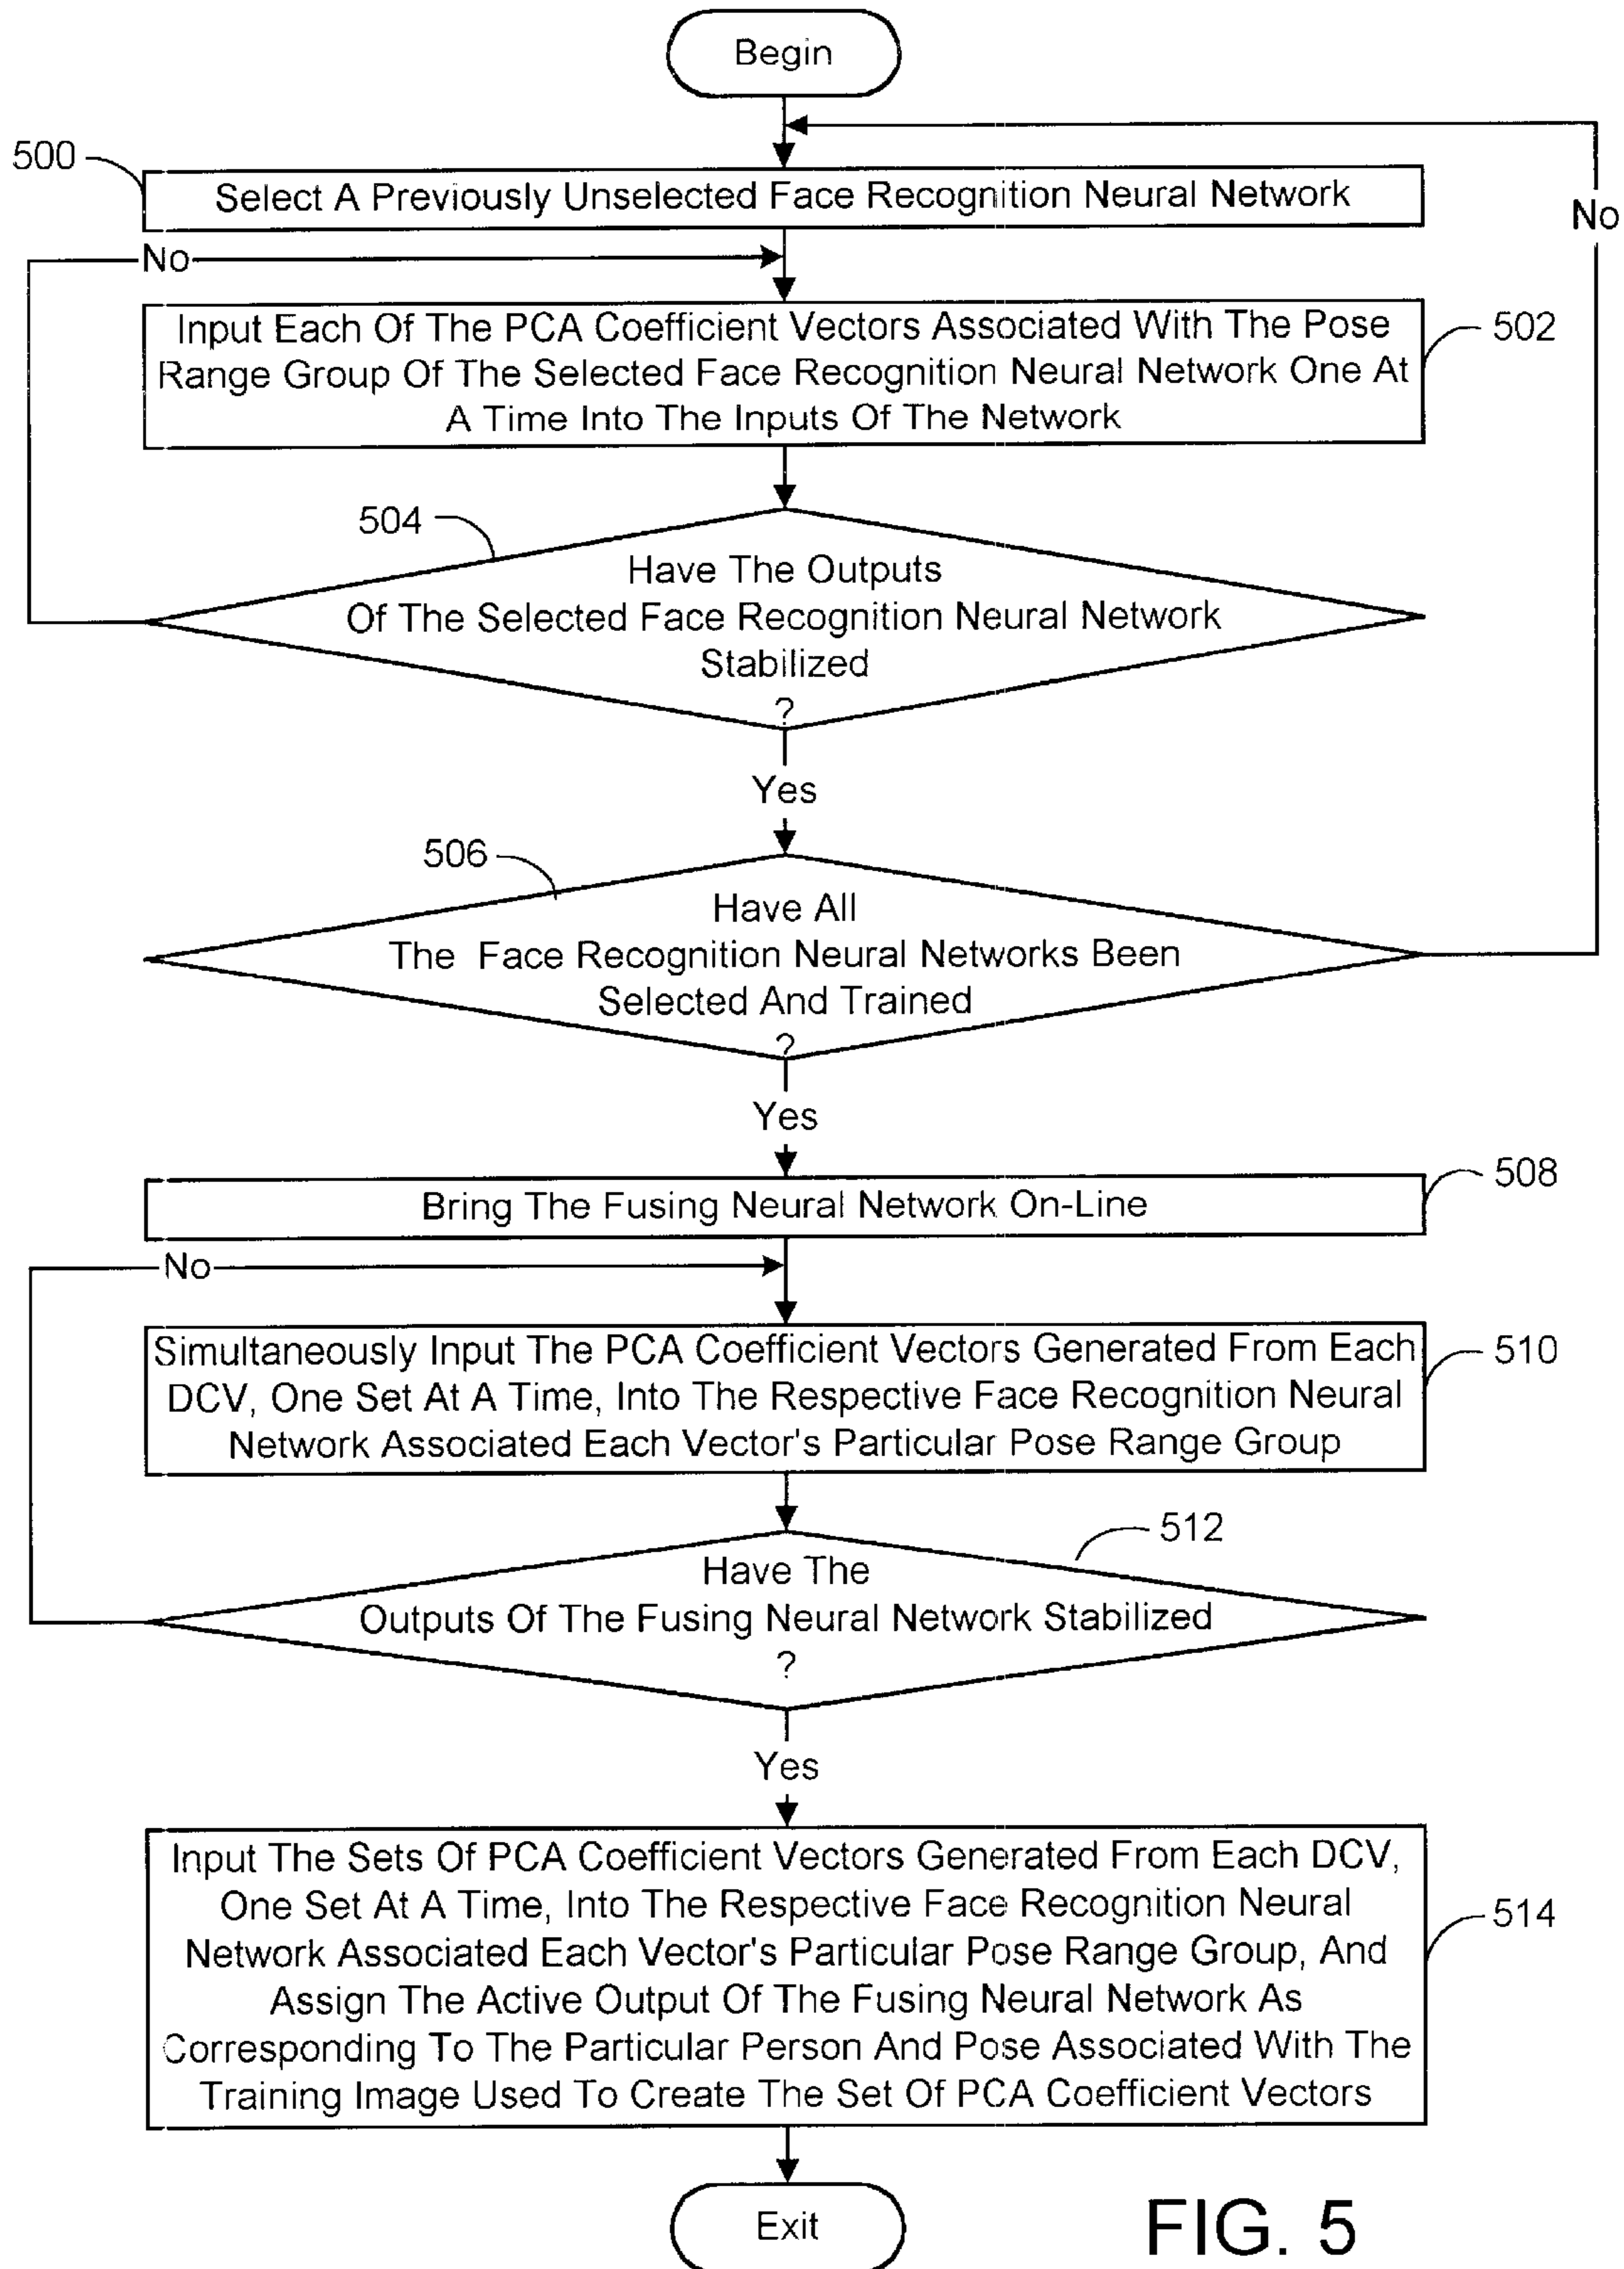 Begin
500
Select A Previously Unselected Face Recognition Neural Network
No
No
Input Each Of The PCA Coefficient Vectors Associated With The Pose
Range Group Of The Selected Face Recognition Neural Network One At
A Time Into The Inputs Of The Network
502
504
Have The Outputs
Of The Selected Face Recognition Neural Network
Stabilized
?
Yes
506
Have All
The Face Recognition Neural Networks Been
Selected And Trained
?
Yes
508
Bring The Fusing Neural Network On-Line
No
Simultaneously Input The PCA Coefficient Vectors Generated From Each
DCV, One Set At A Time, Into The Respective Face Recognition Neural
Network Associated Each Vector's Particular Pose Range Group
510
512
Have The
Outputs Of The Fusing Neural Network Stabilized
?
Yes
Input The Sets Of PCA Coefficient Vectors Generated From Each DCV,
One Set At A Time, Into The Respective Face Recognition Neural
Network Associated Each Vector's Particular Pose Range Group, And
Assign The Active Output Of The Fusing Neural Network As
Corresponding To The Particular Person And Pose Associated With The
Training Image Used To Create The Set Of PCA Coefficient Vectors
514
Exit
FIG. 5